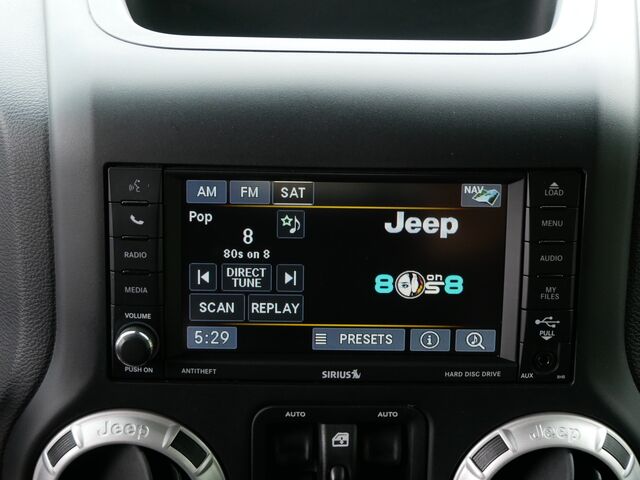 AM FM SAT NAV
LOAD
Pop
8
80s on 8
Jeep
MENU
RADIO
DIRECT TUNE
80s on 8
AUDIO
MEDIA
SCAN REPLAY
MY FILES
VOLUME
5:29 PRESETS
PULL
PUSH ON
ANTITHEFT
SIRIUS
HARD DISC DRIVE
AUX
AUTO AUTO
Jeep
Jeep